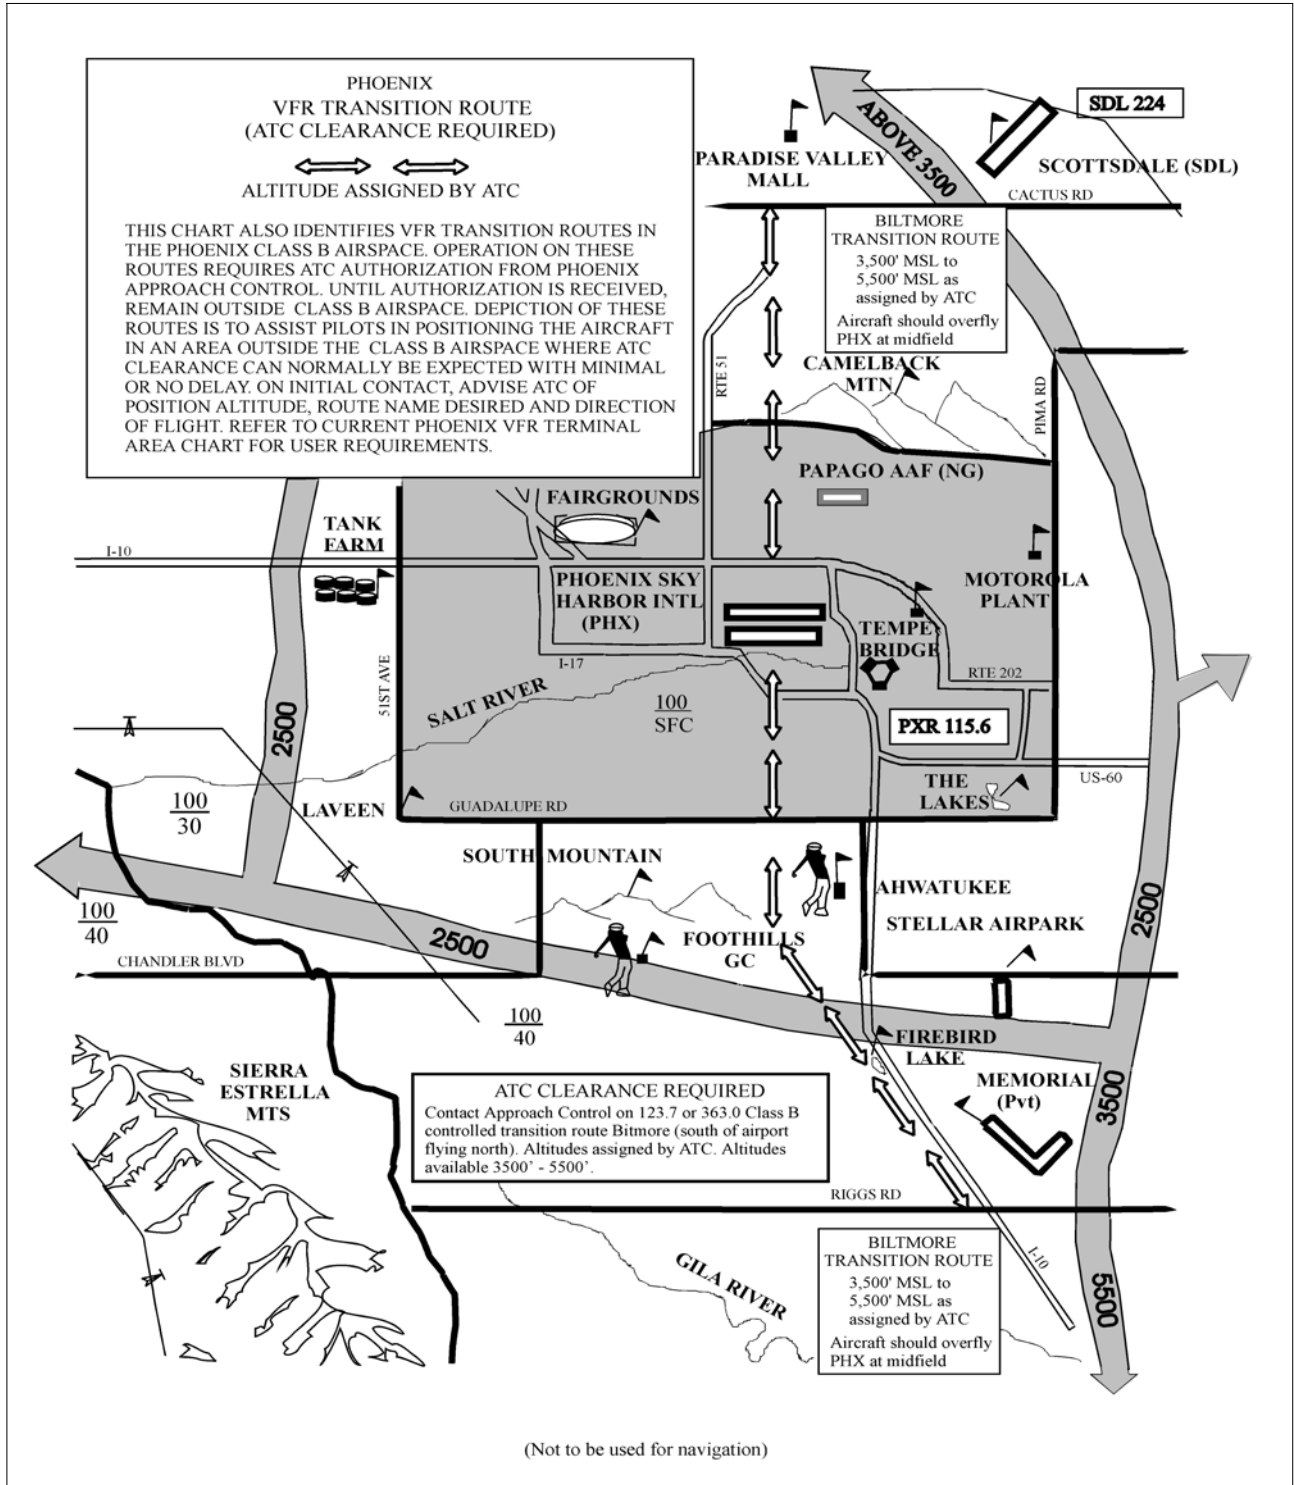 PHOENIX
VFR TRANSITION ROUTE
(ATC CLEARANCE REQUIRED)
ALTITUDE ASSIGNED BY ATC
THIS CHART ALSO IDENTIFIES VFR TRANSITION ROUTES IN
THE PHOENIX CLASS B AIRSPACE. OPERATION ON THESE
ROUTES REQUIRES ATC AUTHORIZATION FROM PHOENIX
APPROACH CONTROL. UNTIL AUTHORIZATION IS RECEIVED,
REMAIN OUTSIDE CLASS B AIRSPACE. DEPICTION OF THESE
ROUTES IS TO ASSIST PILOTS IN POSITIONING THE AIRCRAFT
IN AN AREA OUTSIDE THE CLASS B AIRSPACE WHERE ATC
CLEARANCE CAN NORMALLY BE EXPECTED WITH MINIMAL
OR NO DELAY. ON INITIAL CONTACT, ADVISE ATC OF
POSITION ALTITUDE, ROUTE NAME DESIRED AND DIRECTION
OF FLIGHT. REFER TO CURRENT PHOENIX VFR TERMINAL
AREA CHART FOR USER REQUIREMENTS.
SDL 224
ABOVE 3500
PARADISE VALLEY
MALL
SCOTTSDALE (SDL)
CACTUS RD
BILTMORE
TRANSITION ROUTE
3,500' MSL to
5,500' MSL as
assigned by ATC
Aircraft should overfly
PHX at midfield
RTE 51
CAMELBACK
MTN
PIMA RD
PAPAGO AAF (NG)
FAIRGROUNDS
TANK
FARM
I-10
PHOENIX SKY
HARBOR INTL
(PHX)
MOTOROLA
PLANT
TEMPE
BRIDGE
I-17
RTE 202
51ST AVE
SALT RIVER
100
SFC
2500
PXR 115.6
US-60
THE
LAKES
100
30
LAVEEN
GUADALUPE RD
SOUTH MOUNTAIN
AHWATUKEE
STELLAR AIRPARK
2500
100
40
2500
FOOTHILLS
GC
CHANDLER BLVD
100
40
FIREBIRD
LAKE
SIERRA
ESTRELLA
MTS
MEMORIAL
(Pvt)
3500
ATC CLEARANCE REQUIRED
Contact Approach Control on 123.7 or 363.0 Class B
controlled transition route Bitmore (south of airport
flying north). Altitudes assigned by ATC. Altitudes
available 3500' - 5500'.
RIGGS RD
GILA RIVER
I-10
5500
BILTMORE
TRANSITION ROUTE
3,500' MSL to
5,500' MSL as
assigned by ATC
Aircraft should overfly
PHX at midfield
(Not to be used for navigation)